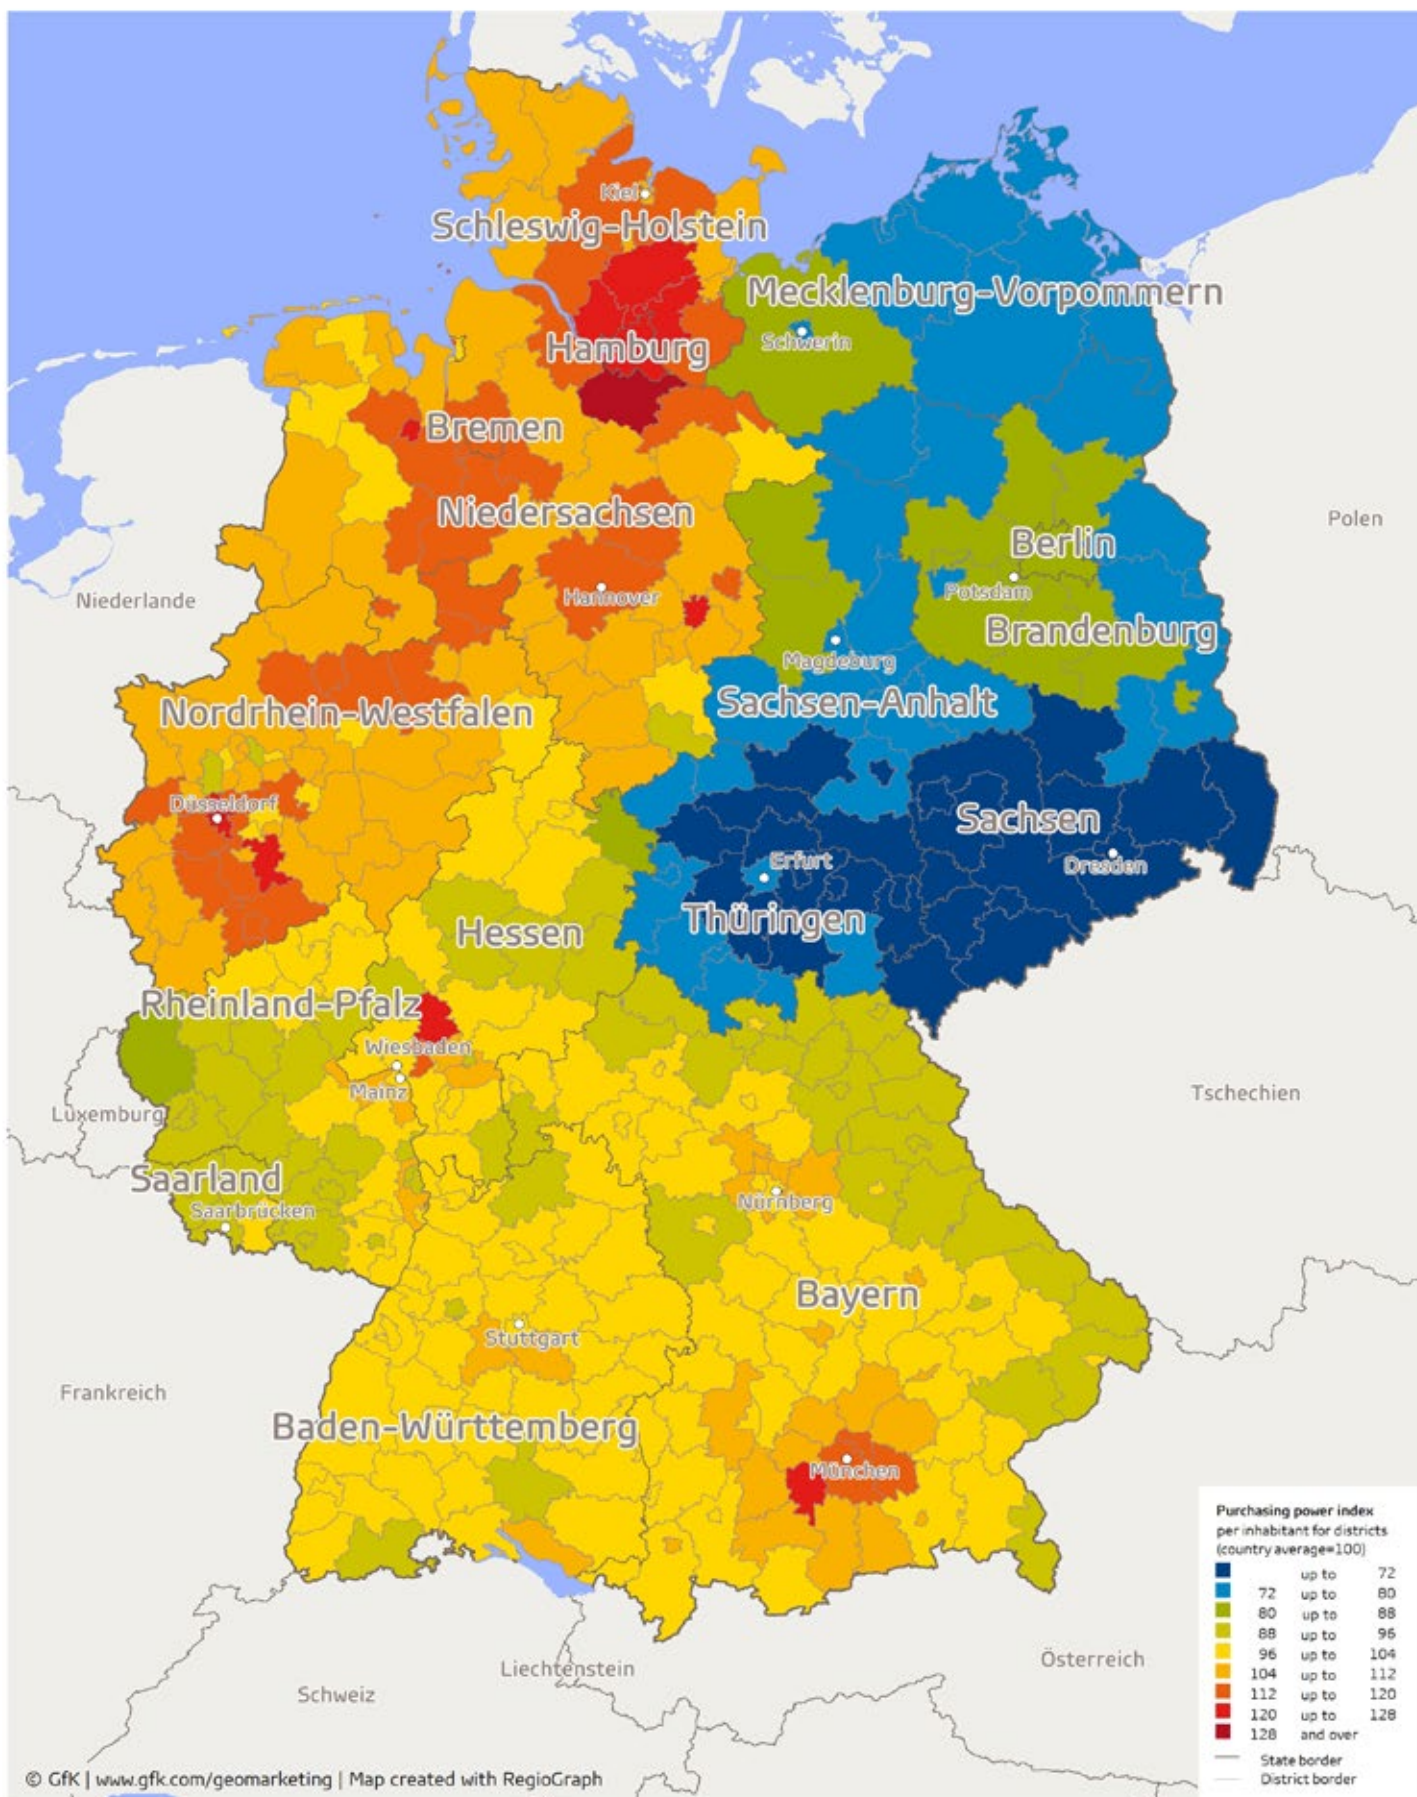 Kiel
Schleswig-Holstein
Mecklenburg-Vorpommern
Schwerin
Hamburg
Bremen
Niedersachsen
Polen
Berlin
Hannover
Potsdam
Niederlande
Brandenburg
Magdeburg
Sachsen-Anhalt
Nordrhein-Westfalen
Düsseldorf
Sachsen
Erfurt
Dresden
Thüringen
Hessen
Rheinland-Pfalz
Wiesbaden
Mainz
Tschechien
Luxemburg
Saarland
Saarbrücken
Nürnberg
Bayern
Stuttgart
Frankreich
Baden-Württemberg
München
Liechtenstein
Österreich
Schweiz
Purchasing power index
per inhabitant for districts
(country average=100)
up to 72
72 up to 80
80 up to 88
88 up to 96
96 up to 104
104 up to 112
112 up to 120
120 up to 128
128 and over
State border
District border
© GfK | www.gfk.com/geomarketing | Map created with RegioGraph